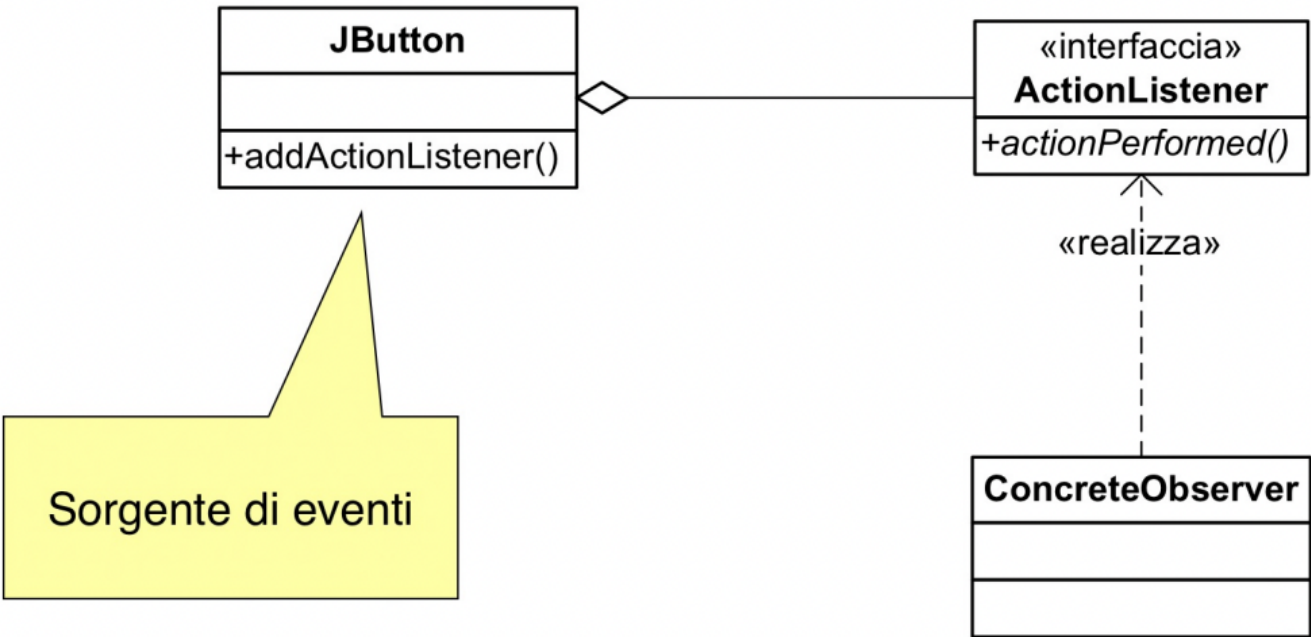 JButton
+addActionListener()
«interfaccia»
ActionListener
+actionPerformed()
«realizza»
ConcreteObserver
Sorgente di eventi